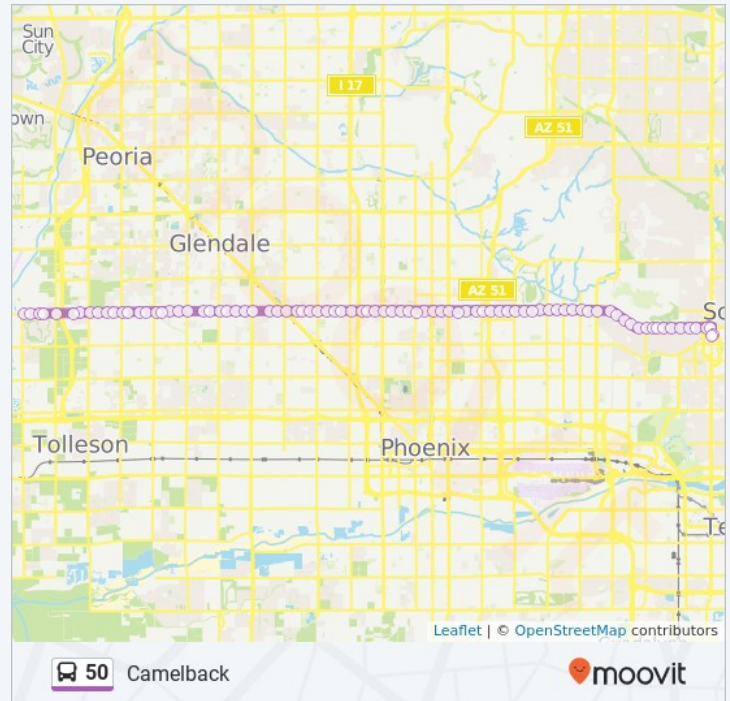 Sun
City
I 17
AZ 51
own
Peoria
Glendale
AZ 51
Sc
Tolleson
Phoenix
Te
Leaflet | © OpenStreetMap contributors
50 Camelback
moovit